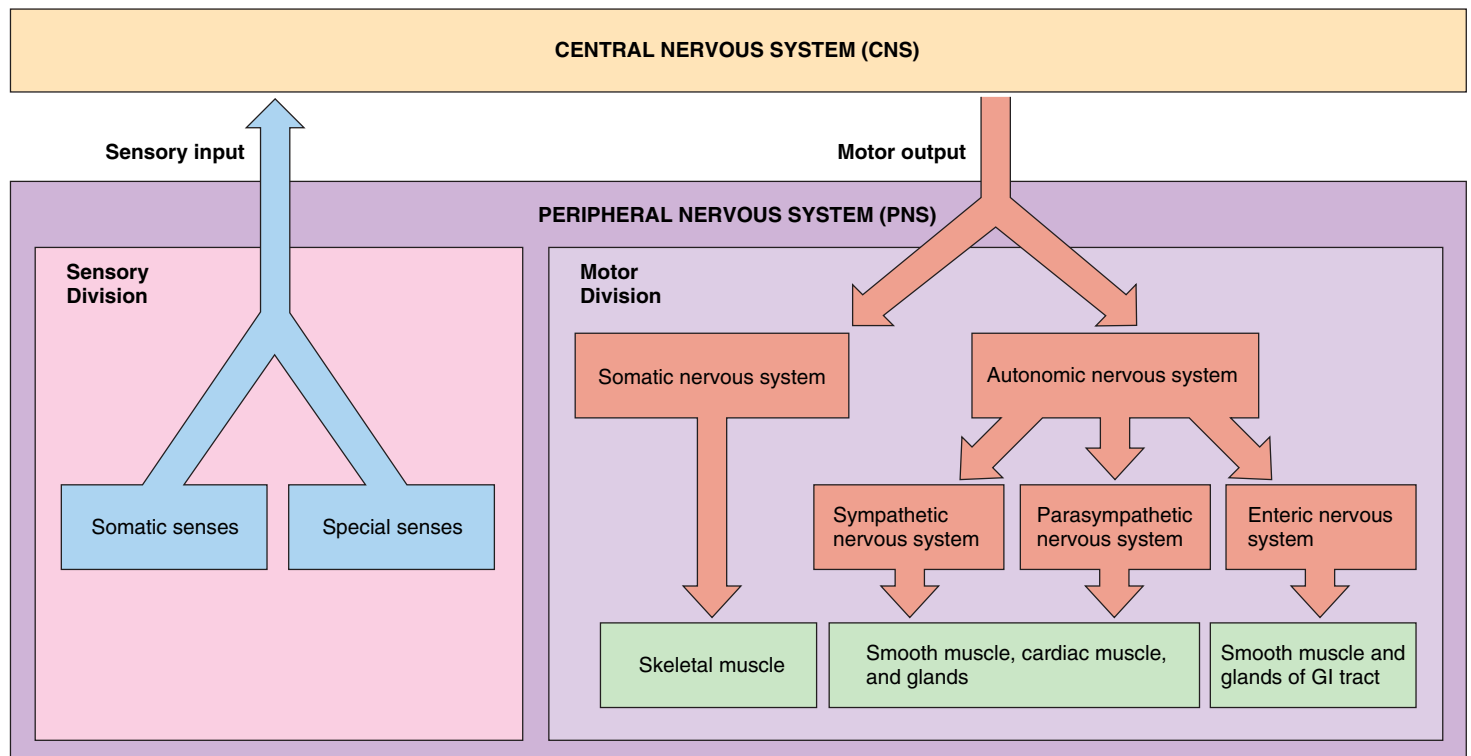 CENTRAL NERVOUS SYSTEM (CNS)
Sensory input
Motor output
PERIPHERAL NERVOUS SYSTEM (PNS)
Sensory
Division
Motor
Division
Somatic nervous system
Autonomic nervous system
Somatic senses
Special senses
Sympathetic
nervous system
Parasympathetic
nervous system
Enteric nervous
system
Skeletal muscle
Smooth muscle, cardiac muscle,
and glands
Smooth muscle and
glands of GI tract